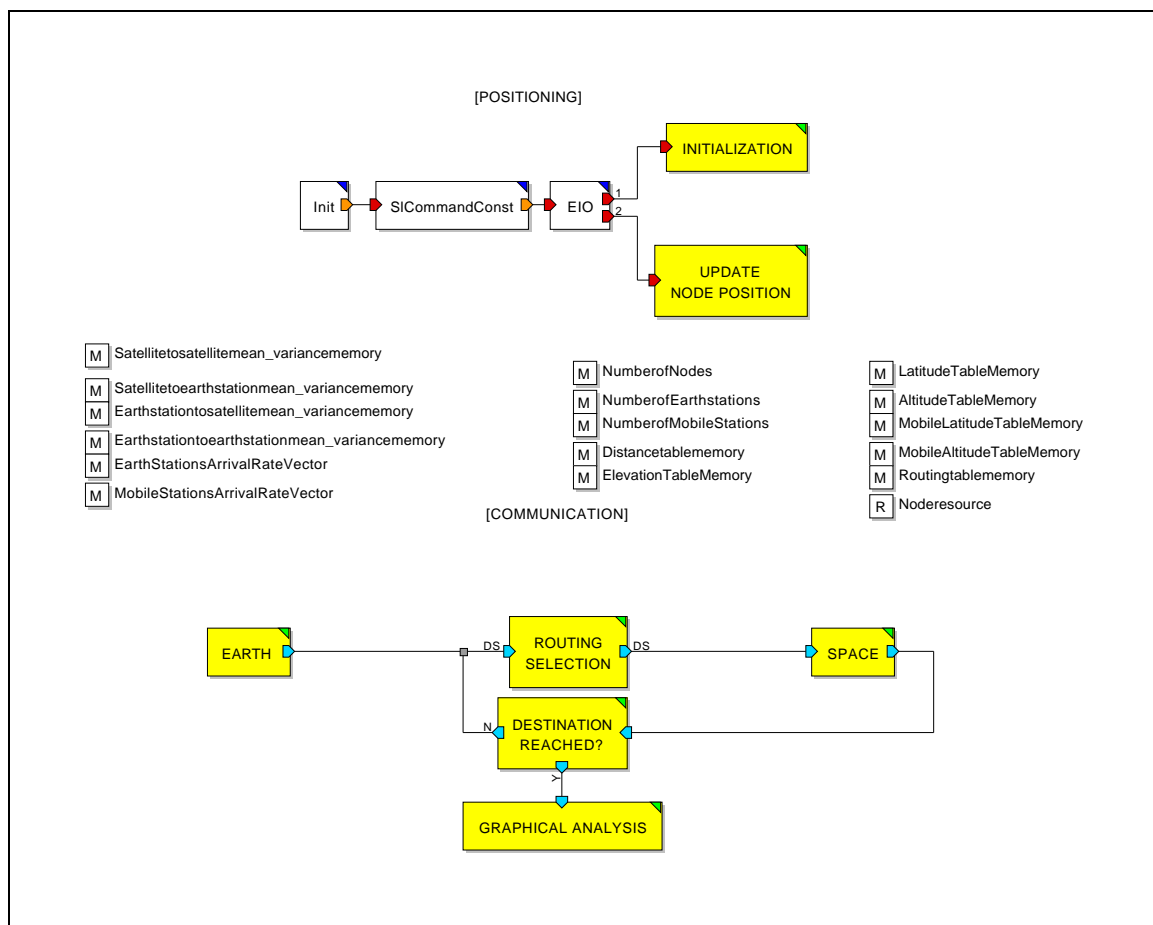 [POSITIONING]
INITIALIZATION
Init
SlCommandConst
EIO
1
2
UPDATE
NODE POSITION
M Satellitetosatellitemean_variancememory
M Satellitetoearthstationmean_variancememory
M Earthstationtosatellitemean_variancememory
M Earthstationtoearthstationmean_variancememory
M EarthStationsArrivalRateVector
M MobileStationsArrivalRateVector
M NumberofNodes
M NumberofEarthstations
M NumberofMobileStations
M Distancetablememory
M ElevationTableMemory
M LatitudeTableMemory
M AltitudeTableMemory
M MobileLatitudeTableMemory
M MobileAltitudeTableMemory
M Routingtablememory
R Noderesource
[COMMUNICATION]
EARTH
DS
ROUTING
SELECTION
DS
SPACE
N
DESTINATION
REACHED?
Y
GRAPHICAL ANALYSIS